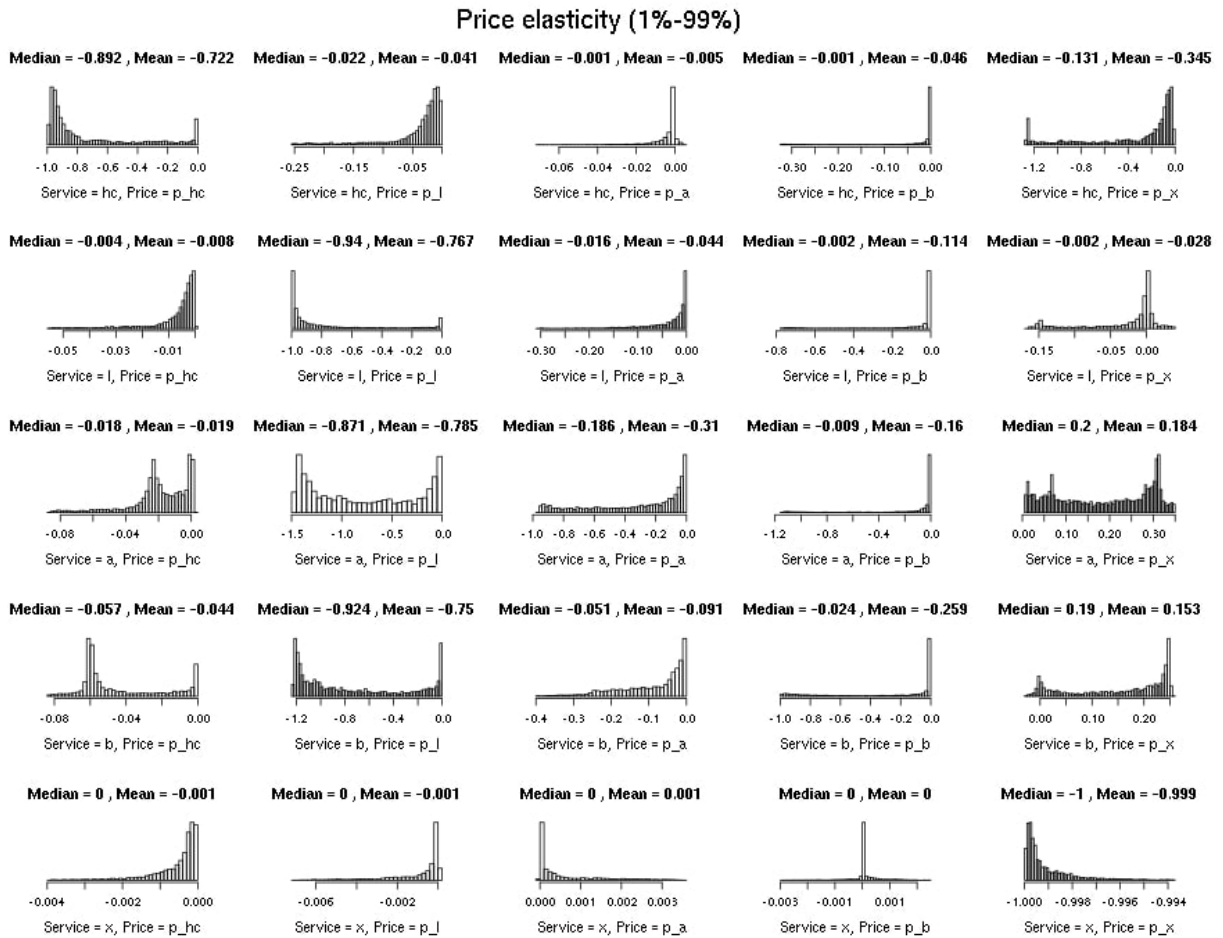 Price elasticity (1%-99%)
Median = -0.892 , Mean = -0.722 Median = -0.022 , Mean = -0.041 Median = -0.001 , Mean = -0.005 Median = -0.001 , Mean = -0.046 Median = -0.131 , Mean = -0.345
-1.0 -0.8 -0.6 -0.4 -0.2 0.0 -0.25 -0.15 -0.05 -0.06 -0.04 -0.02 0.00 -0.30 -0.20 -0.10 0.00 -1.2 -0.8 -0.4 0.0
Service = hc, Price = p_hc Service = hc, Price = p_l Service = hc, Price = p_a Service = hc, Price = p_b Service = hc, Price = p_x
Median = -0.004 , Mean = -0.008 Median = -0.94 , Mean = -0.767 Median = -0.016 , Mean = -0.044 Median = -0.002 , Mean = -0.114 Median = -0.002 , Mean = -0.028
-0.05 -0.03 -0.01 -1.0 -0.8 -0.6 -0.4 -0.2 0.0 -0.30 -0.20 -0.10 0.00 -0.8 -0.6 -0.4 -0.2 0.0 -0.15 -0.05 0.00
Service = l, Price = p_hc Service = l, Price = p_l Service = l, Price = p_a Service = l, Price = p_b Service = l, Price = p_x
Median = -0.018 , Mean = -0.019 Median = -0.871 , Mean = -0.785 Median = -0.186 , Mean = -0.31 Median = -0.009 , Mean = -0.16 Median = 0.2 , Mean = 0.184
-0.08 -0.04 0.00 -1.5 -1.0 -0.5 0.0 -1.0 -0.8 -0.6 -0.4 -0.2 0.0 -1.2 -0.8 -0.4 0.0 0.00 0.10 0.20 0.30
Service = a, Price = p_hc Service = a, Price = p_l Service = a, Price = p_a Service = a, Price = p_b Service = a, Price = p_x
Median = -0.057 , Mean = -0.044 Median = -0.924 , Mean = -0.75 Median = -0.051 , Mean = -0.091 Median = -0.024 , Mean = -0.259 Median = 0.19 , Mean = 0.153
-0.08 -0.04 0.00 -1.2 -0.8 -0.4 0.0 -0.4 -0.3 -0.2 -0.1 0.0 -1.0 -0.8 -0.6 -0.4 -0.2 0.0 0.00 0.10 0.20
Service = b, Price = p_hc Service = b, Price = p_l Service = b, Price = p_a Service = b, Price = p_b Service = b, Price = p_x
Median = 0 , Mean = -0.001 Median = 0 , Mean = -0.001 Median = 0 , Mean = 0.001 Median = 0 , Mean = 0 Median = -1 , Mean = -0.999
-0.004 -0.002 0.000 -0.006 -0.002 0.000 0.001 0.003 -0.003 -0.001 0.001 -1.000 -0.998 -0.996 -0.994
Service = x, Price = p_hc Service = x, Price = p_l Service = x, Price = p_a Service = x, Price = p_b Service = x, Price = p_x